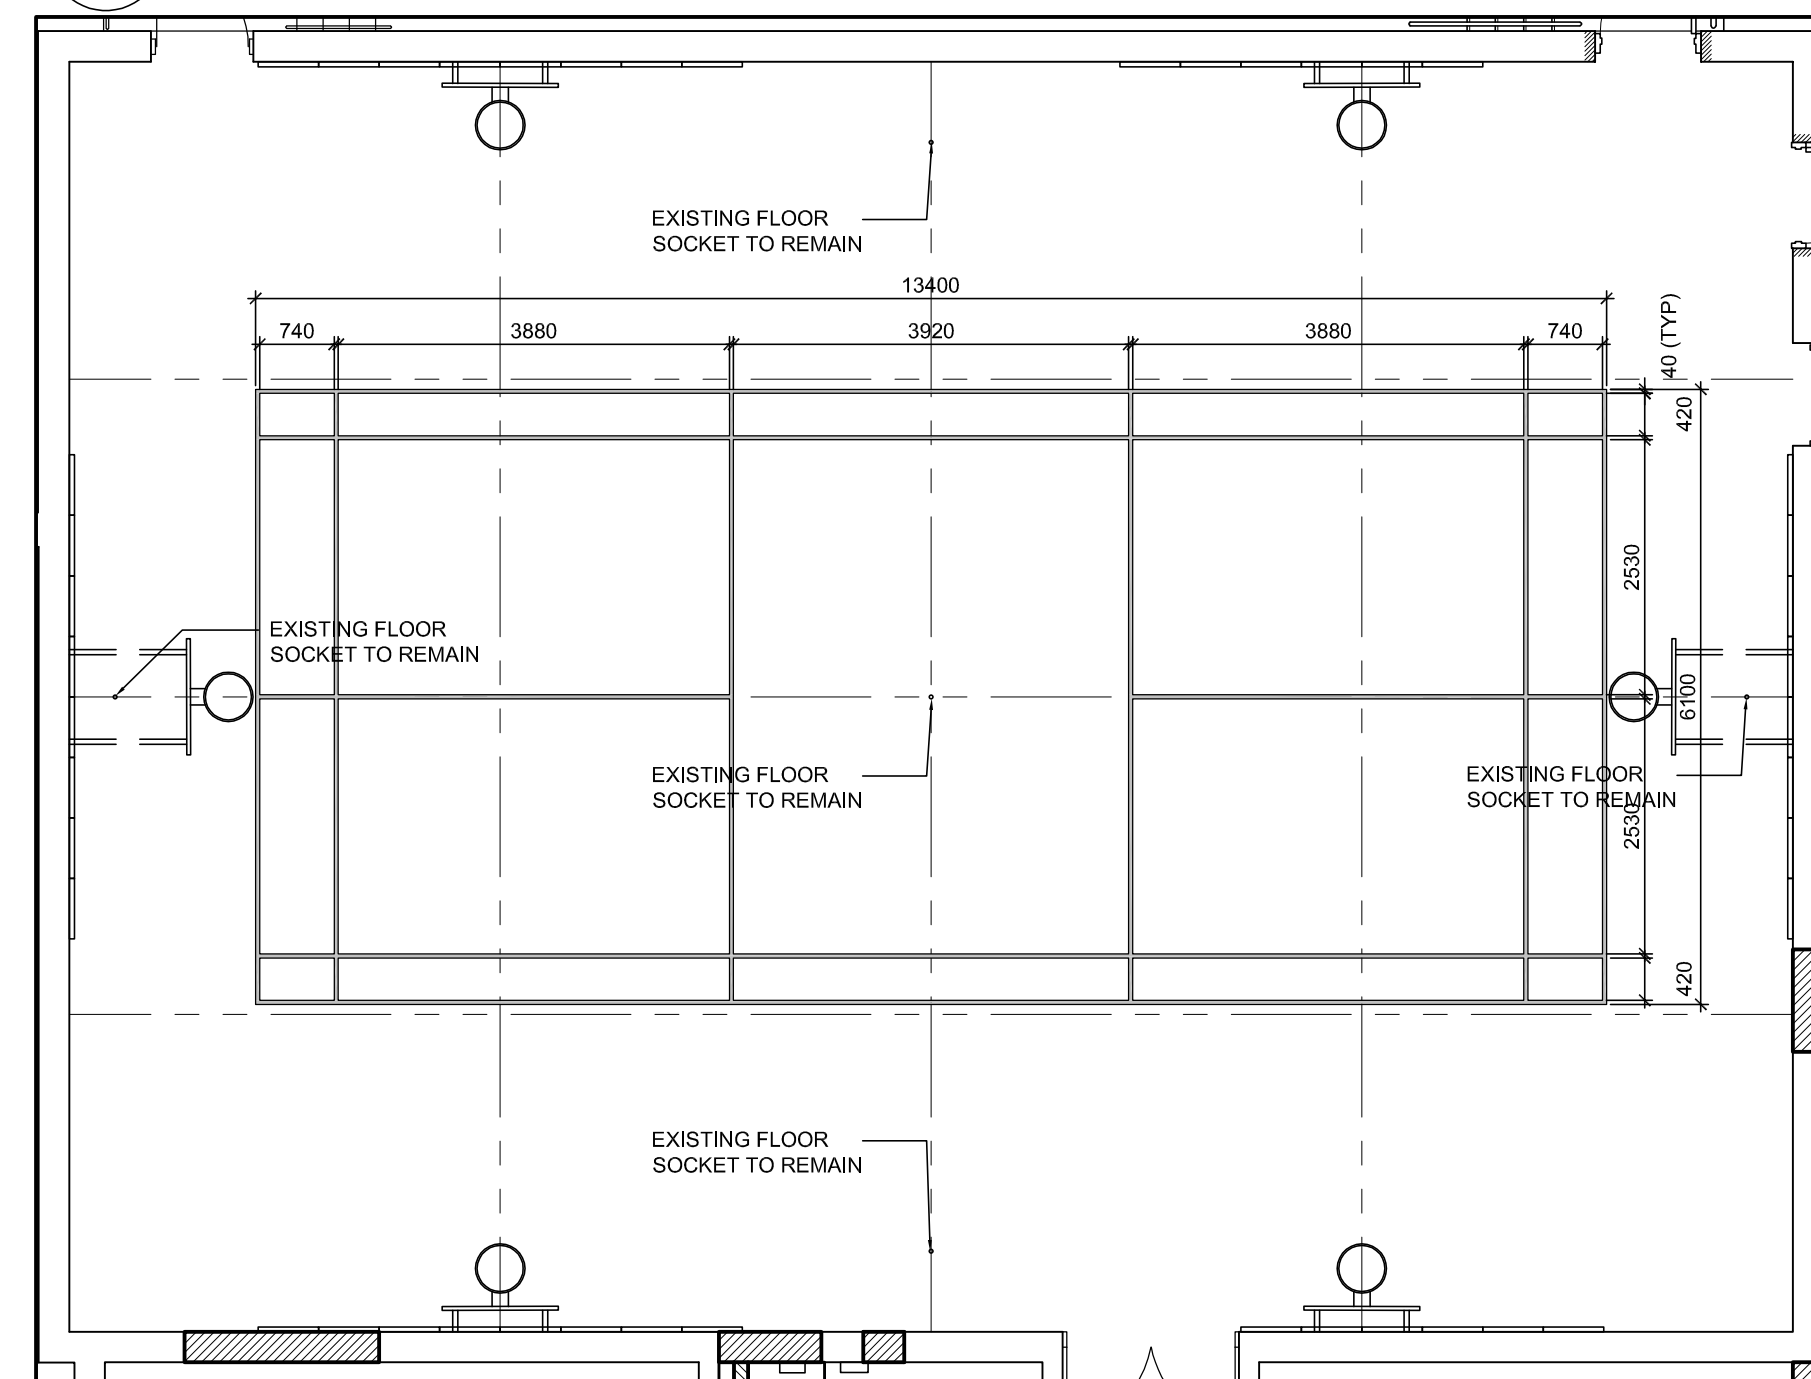 EXISTING FLOOR
SOCKET TO REMAIN
13400
740
3880
3920
3880
740
40 (TYP)
420
2530
EXISTING FLOOR
SOCKET TO REMAIN
6100
EXISTING FLOOR
SOCKET TO REMAIN
EXISTING FLOOR
SOCKET TO REMAIN
2530
420
EXISTING FLOOR
SOCKET TO REMAIN